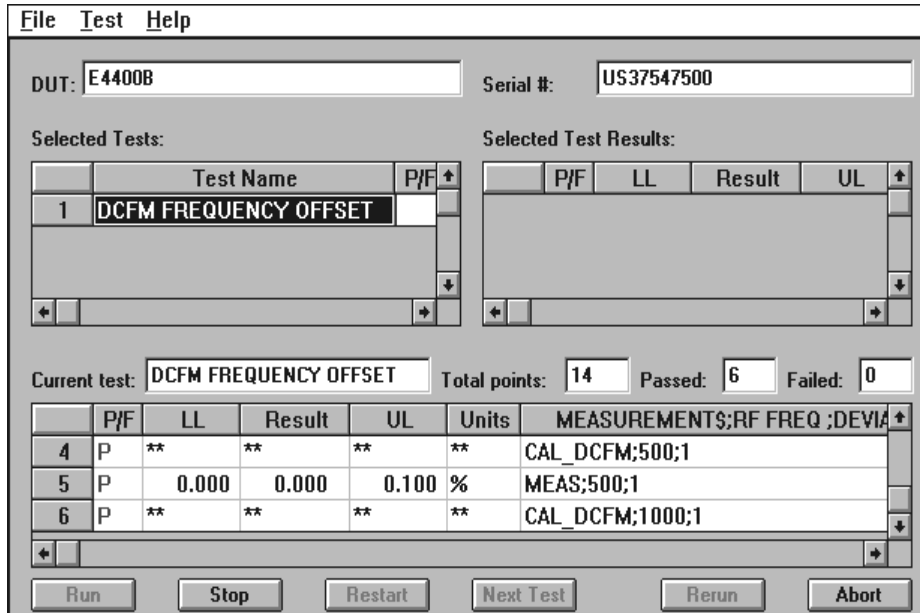 File Test Help
DUT: E4400B Serial #: US37547500
Selected Tests: Selected Test Results:
Test Name P/F P/F LL Result UL
1 DCFM FREQUENCY OFFSET
Current test: DCFM FREQUENCY OFFSET Total points: 14 Passed: 6 Failed: 0
P/F LL Result UL Units MEASUREMENT$;RF FREQ ;DEVIA
4 P ** ** ** ** CAL_DCFM;500;1
5 P 0.000 0.000 0.100 % MEAS;500;1
6 P ** ** ** ** CAL_DCFM;1000;1
Run Stop Restart Next Test Rerun Abort